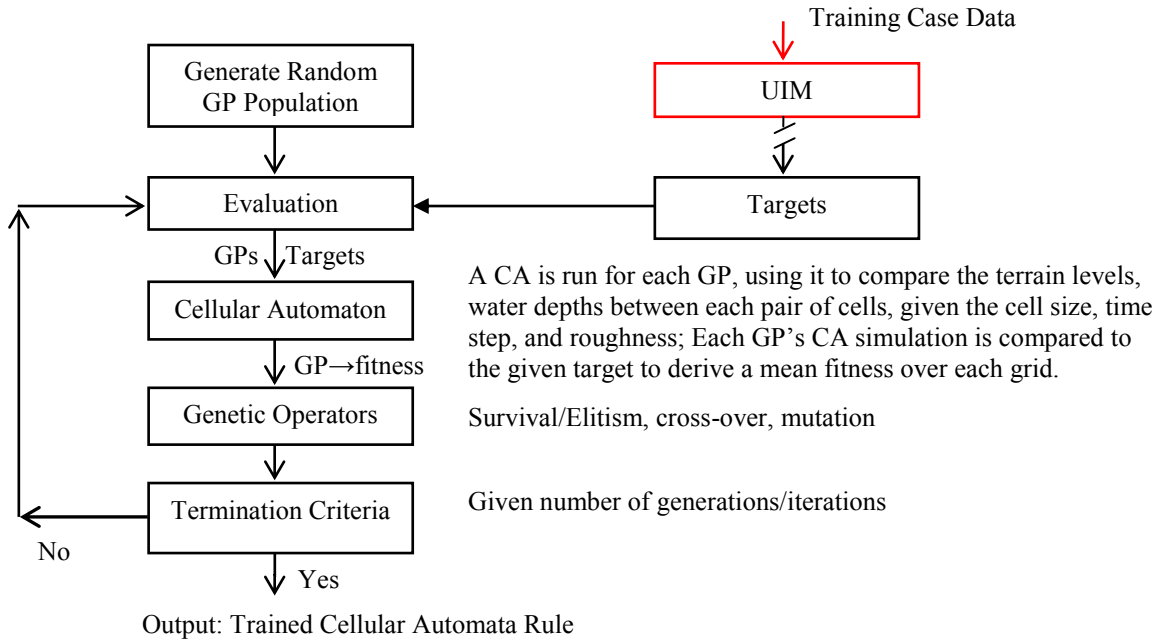 Training Case Data
Generate Random
GP Population
UIM
Evaluation
Targets
GPs
Targets
A CA is run for each GP, using it to compare the terrain levels,
water depths between each pair of cells, given the cell size, time
step, and roughness; Each GP’s CA simulation is compared to
the given target to derive a mean fitness over each grid.
Cellular Automaton
GP→fitness
Genetic Operators
Survival/Elitism, cross-over, mutation
Termination Criteria
Given number of generations/iterations
No
Yes
Output: Trained Cellular Automata Rule